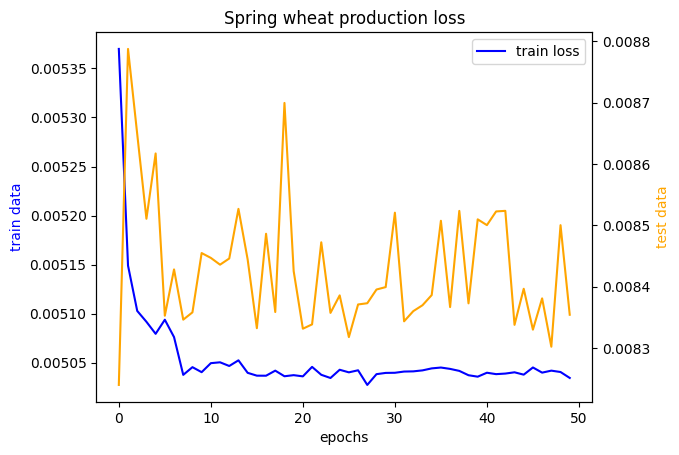 Spring wheat production loss
train loss
train data
0.00535
0.00530
0.00525
0.00520
0.00515
0.00510
0.00505
0.0088
0.0087
0.0086
0.0085
0.0084
0.0083
test data
0 10 20 30 40 50
epochs